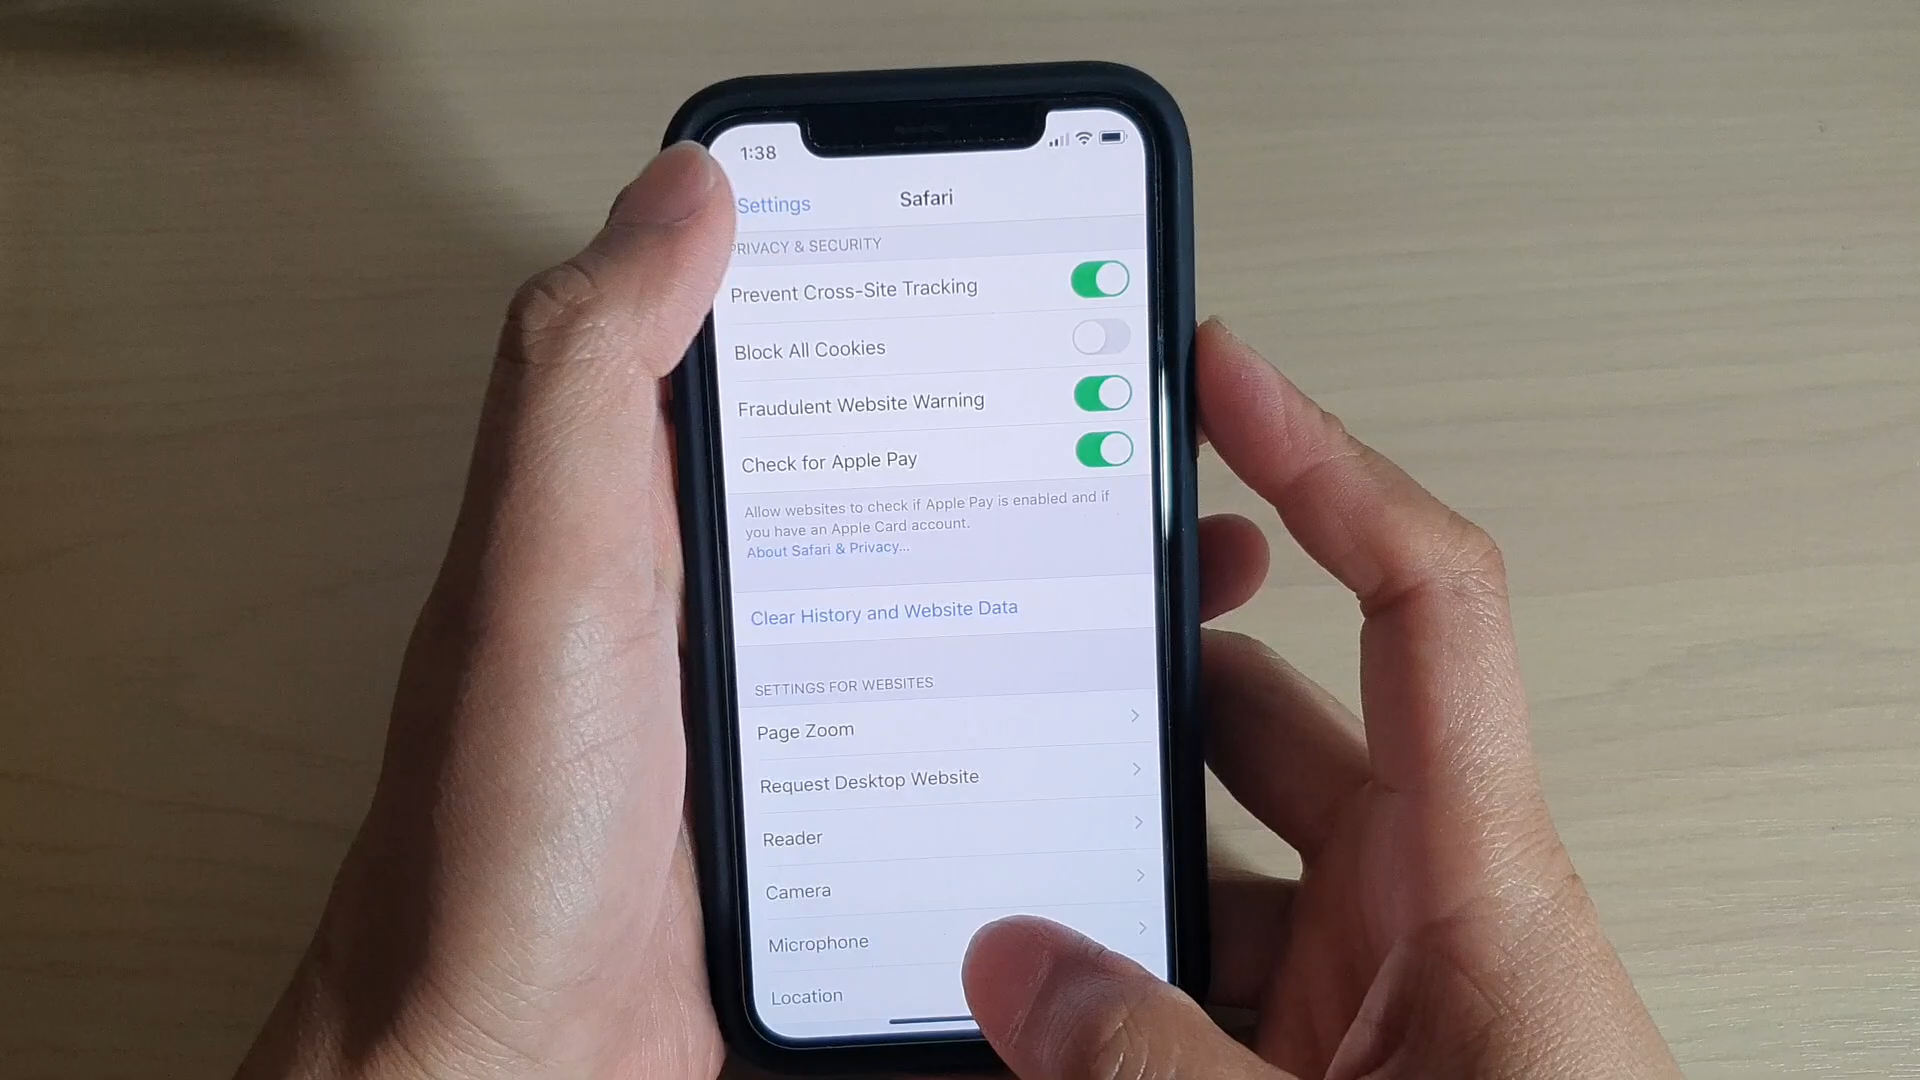 1:38
Settings
Safari
PRIVACY & SECURITY
Prevent Cross-Site Tracking
Block All Cookies
Fraudulent Website Warning
Check for Apple Pay
Allow websites to check if Apple Pay is enabled and if
you have an Apple Card account.
About Safari & Privacy...
Clear History and Website Data
SETTINGS FOR WEBSITES
Page Zoom
Request Desktop Website
Reader
Camera
Microphone
Location